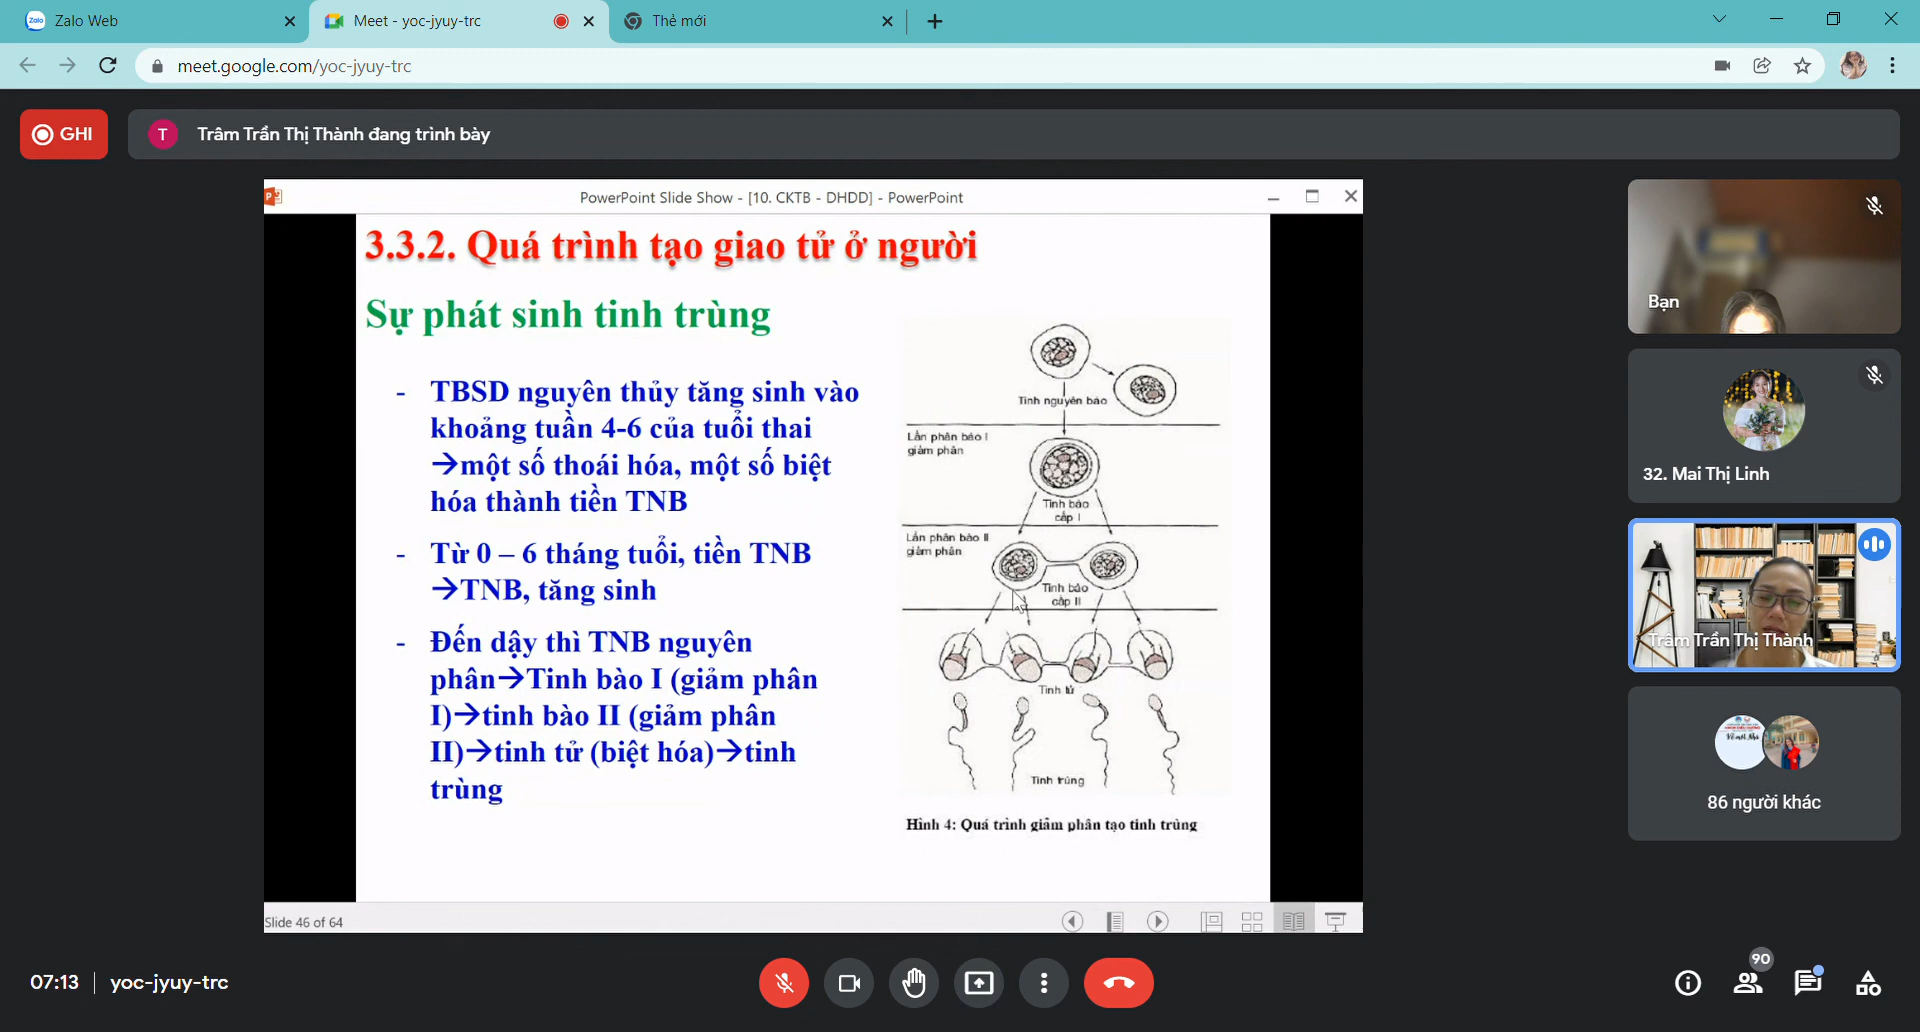 Zalo Web
Meet - yoc-jyuy-trc
Thẻ mới
meet.google.com/yoc-jyuy-trc
GHI
T
Trâm Trần Thị Thành đang trình bày
PowerPoint Slide Show - [10. CKTB - DHDD] - PowerPoint
3.3.2. Quá trình tạo giao tử ở người
Sự phát sinh tinh trùng
- TBSD nguyên thủy tăng sinh vào
khoảng tuần 4-6 của tuổi thai
→một số thoái hóa, một số biệt
hóa thành tiền TNB
- Từ 0 – 6 tháng tuổi, tiền TNB
→TNB, tăng sinh
- Đến dậy thì TNB nguyên
phân→Tinh bào I (giảm phân
I)→tinh bào II (giảm phân
II)→tinh tử (biệt hóa)→tinh
trùng
Tinh nguyên bào
Lần phân bào I
giảm phân
Tinh bào
cấp I
Lần phân bào II
giảm phân
Tinh bào
cấp II
Tinh tử
Tinh trùng
Hình 4: Quá trình giảm phân tạo tinh trùng
Slide 46 of 64
Bạn
32. Mai Thị Linh
Trâm Trần Thị Thành
86 người khác
07:13
yoc-jyuy-trc
90